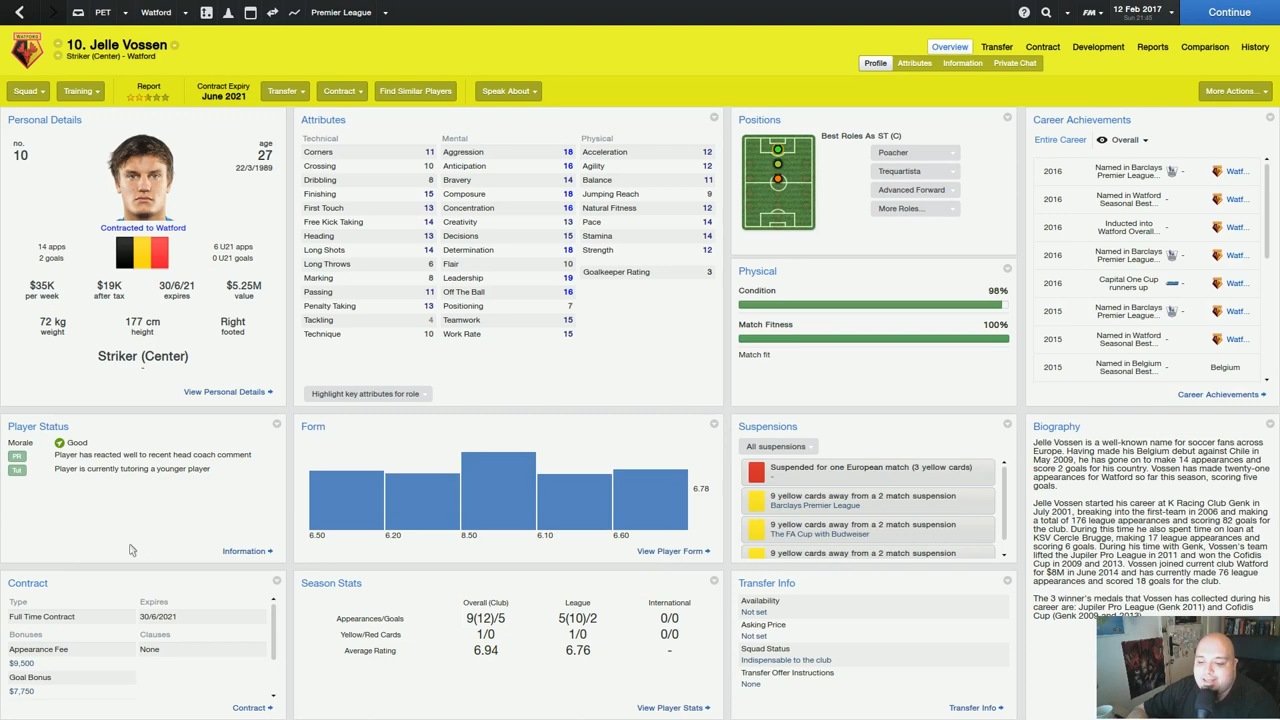 PET
Watford
Premier League
FM
12 Feb 2017
Sun 21:45
Continue
WATFORD
10. Jelle Vossen
Striker (Center) - Watford
Overview Transfer Contract Development Reports Comparison History
Profile Attributes Information Private Chat
Squad
Training
Report
Contract Expiry
June 2021
Transfer
Contract
Find Similar Players
Speak About
More Actions...
Personal Details
no.
10
age
27
22/3/1989
Contracted to Watford
14 apps
2 goals
6 U21 apps
0 U21 goals
$35K
per week
$19K
after tax
30/6/21
expires
$5.25M
value
72 kg
weight
177 cm
height
Right
footed
Striker (Center)
-
View Personal Details
Attributes
Technical Mental Physical
Corners 11 Aggression 18 Acceleration 12
Crossing 10 Anticipation 16 Agility 12
Dribbling 8 Bravery 14 Balance 11
Finishing 15 Composure 18 Jumping Reach 9
First Touch 13 Concentration 16 Natural Fitness 12
Free Kick Taking 14 Creativity 13 Pace 14
Heading 13 Decisions 15 Stamina 14
Long Shots 14 Determination 18 Strength 12
Long Throws 6 Flair 10
Marking 8 Leadership 19 Goalkeeper Rating 3
Passing 11 Off The Ball 16
Penalty Taking 13 Positioning 7
Tackling 4 Teamwork 15
Technique 10 Work Rate 15
Highlight key attributes for role
Positions
Best Roles As ST (C)
Poacher
Trequartista
Advanced Forward
More Roles...
Physical
Condition 98%
Match Fitness 100%
Match fit
Career Achievements
Entire Career Overall
2016 Named in Barclays Premier League... - Watf...
2016 Named in Watford Seasonal Best... - Watf...
2016 Inducted into Watford Overall... - Watf...
2016 Named in Barclays Premier League... - Watf...
2016 Capital One Cup runners up - Watf...
2015 Named in Barclays Premier League... - Watf...
2015 Named in Watford Seasonal Best... - Watf...
2015 Named in Belgium Seasonal Best... - Belgium
Career Achievements
Player Status
Morale Good
PR Player has reacted well to recent head coach comment
Tut Player is currently tutoring a younger player
Information
Form
6.78
6.50 6.20 8.50 6.10 6.60
View Player Form
Suspensions
All suspensions
Suspended for one European match (3 yellow cards)
-
9 yellow cards away from a 2 match suspension
Barclays Premier League
9 yellow cards away from a 2 match suspension
The FA Cup with Budweiser
9 yellow cards away from a 2 match suspension
Biography
Jelle Vossen is a well-known name for soccer fans across
Europe. Having made his Belgium debut against Chile in
May 2009, he has gone on to make 14 appearances and
score 2 goals for his country. Vossen has made twenty-one
appearances for Watford so far this season, scoring five
goals.
Jelle Vossen started his career at K Racing Club Genk in
July 2001, breaking into the first-team in 2006 and making
a total of 176 league appearances and scoring 82 goals for
the club. During this time he also spent time on loan at
KSV Cercle Brugge, making 17 league appearances and
scoring 6 goals. During his time with Genk, Vossen's team
lifted the Jupiler Pro League in 2011 and won the Cofidis
Cup in 2009 and 2013. Vossen joined current club Watford
for $8M in June 2014 and has currently made 76 league
appearances and scored 18 goals for the club.
The 3 winner's medals that Vossen has collected during his
career are: Jupiler Pro League (Genk 2011) and Cofidis
Cup (Genk 2009 and 2013).
Contract
Type Expires
Full Time Contract 30/6/2021
Bonuses Clauses
Appearance Fee None
$9,500
Goal Bonus
$7,750
Contract
Season Stats
Overall (Club) League International
Appearances/Goals 9(12)/5 5(10)/2 0/0
Yellow/Red Cards 1/0 1/0 0/0
Average Rating 6.94 6.76 -
View Player Stats
Transfer Info
Availability
Not set
Asking Price
Not set
Squad Status
Indispensable to the club
Transfer Offer Instructions
None
Transfer Info